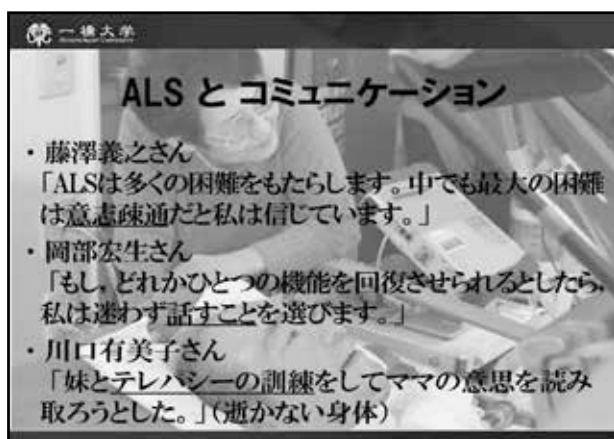 一橋大学
ALS と コミュニケーション
・藤澤義之さん
「ALSは多くの困難をもたらします。中でも最大の困難
は意志疎通だと私は信じています。」
・岡部宏生さん
「もし、どれかひとつの機能を回復させられるとしたら、
私は迷わず話すことを選びます。」
・川口有美子さん
「妹とテレパシーの訓練をしてママの意思を読み
取ろうとした。」(逝かない身体)